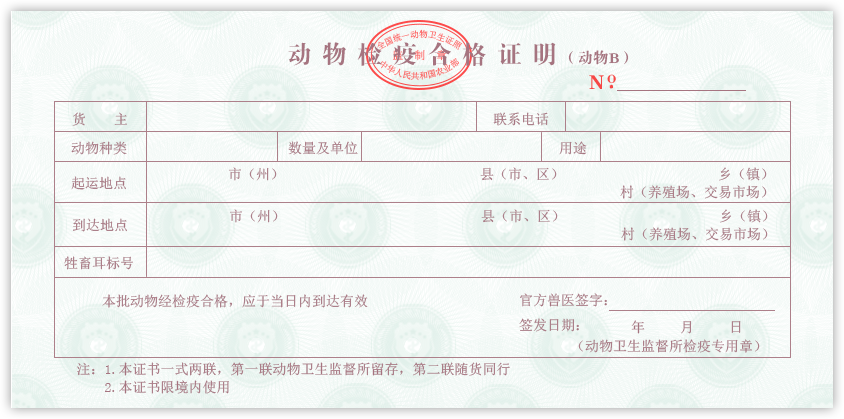 动物检疫合格证明（动物B）
全国统一动物卫生证照
监制章
中华人民共和国农业部
Nº
货 主
联系电话
动物种类
数量及单位
用途
起运地点
市（州）
县（市、区）
乡（镇）
村（养殖场、交易市场）
到达地点
市（州）
县（市、区）
乡（镇）
村（养殖场、交易市场）
牲畜耳标号
本批动物经检疫合格，应于当日内到达有效
官方兽医签字：
签发日期： 年 月 日
（动物卫生监督所检疫专用章）
注：1.本证书一式两联，第一联动物卫生监督所留存，第二联随货同行
2.本证书限境内使用